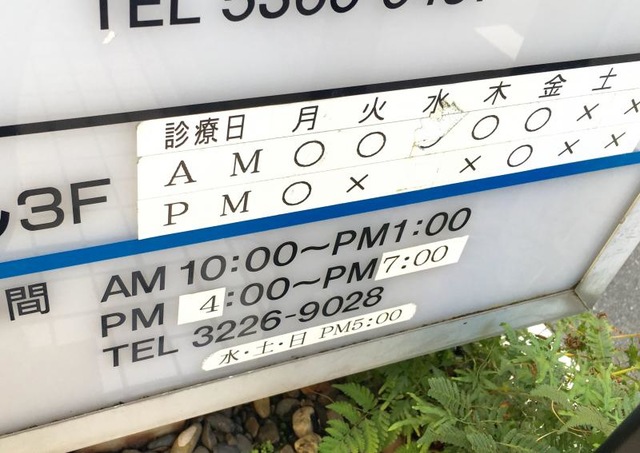 TEL 5360
診療日 月 火 水 木 金 土
AM ○ ○ ○ ○ × ×
3F PM ○ × × ○ × ×
間 AM 10:00〜PM1:00
PM 4:00〜PM7:00
TEL 3226-9028
水・土・日 PM5:00